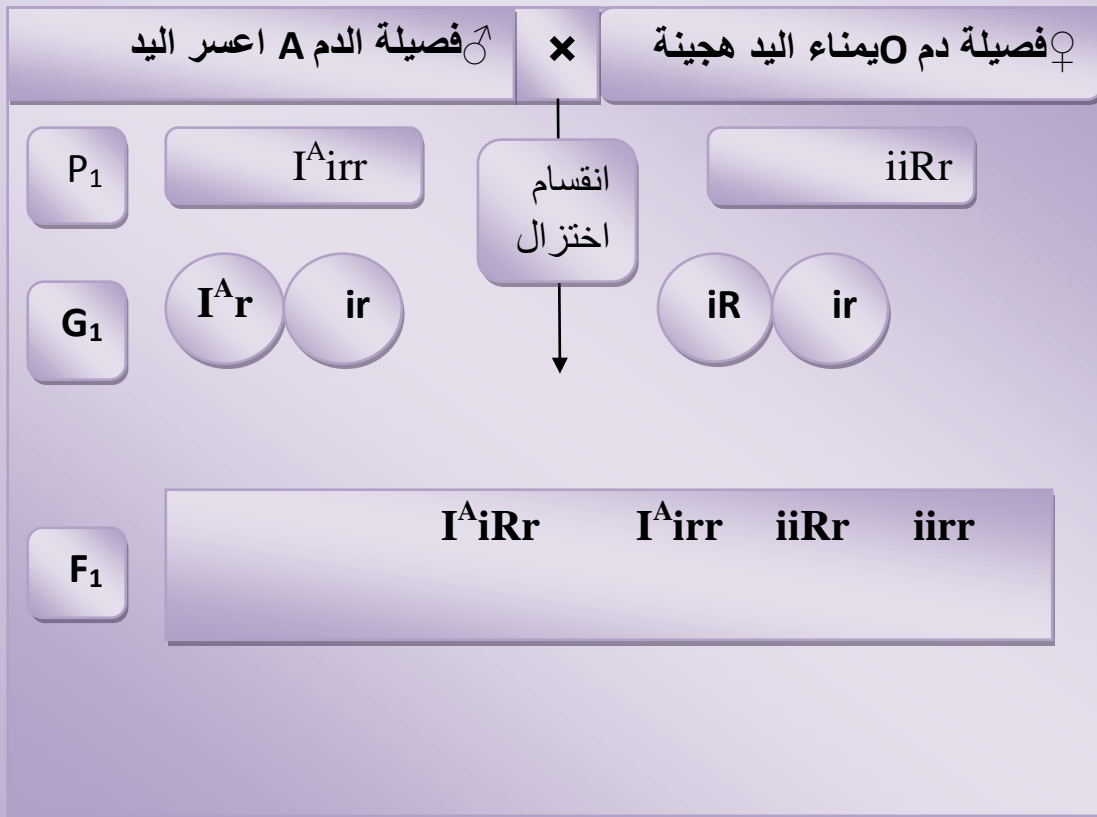 ♀فصيلة دم Oيمناء اليد هجينة × ♂فصيلة الدم A اعسر اليد
P₁ Iᴬirr iiRr
انقسام
اختزال
G₁ Iᴬr ir iR ir
F₁ IᴬiRr Iᴬirr iiRr iirr